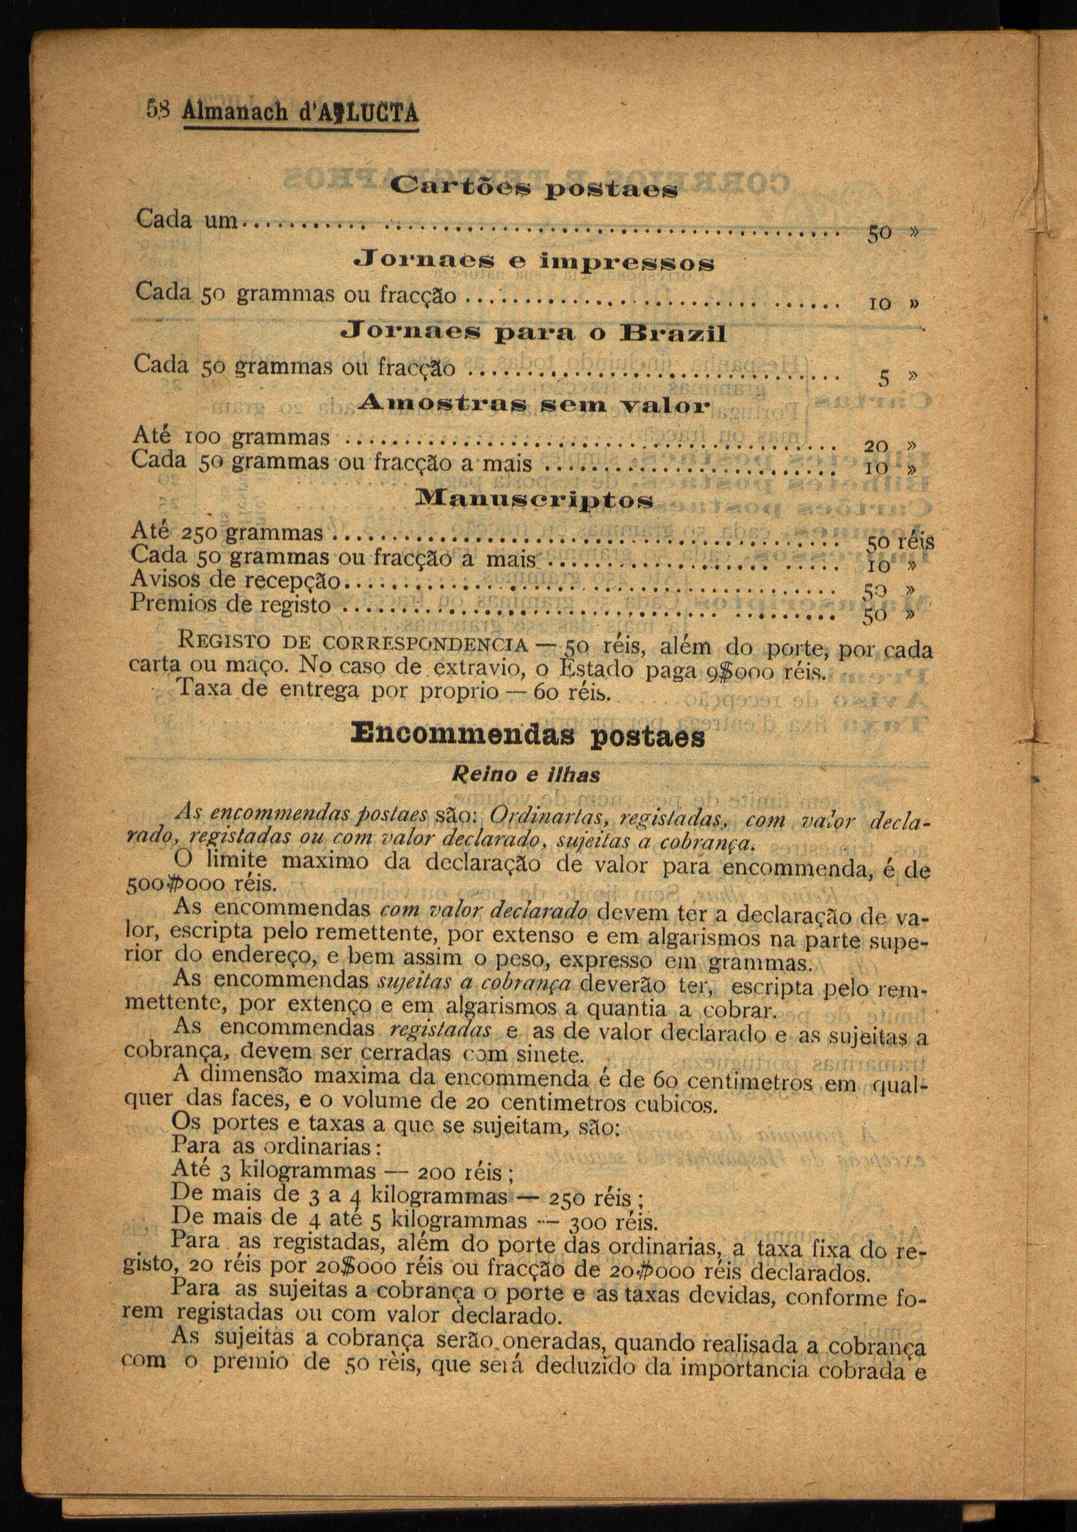 58 Almanach d'A LUCTA
Cartões postaes
Cada um........................................................ 50 »
Jornaes e impressos
Cada 50 grammas ou fracção ........................................ 10 »
Jornaes para o Brazil
Cada 50 grammas ou fracção ........................................ 5 »
Amostras sem valor
Até 100 grammas ................................................ 20 »
Cada 50 grammas ou fracção a mais ................................ 10 »
Manuscriptos
Até 250 grammas ................................................ 50 réis
Cada 50 grammas ou fracção a mais ................................ 10 »
Avisos de recepção................................................ 50 »
Premios de registo ................................................ 50 »
REGISTO DE CORRESPONDENCIA — 50 réis, além do porte, por cada
carta ou maço. No caso de extravio, o Estado paga 9$000 réis.
Taxa de entrega por proprio — 60 réis.
Encommendas postaes
Reino e ilhas
As encommendas postaes são: Ordinarias, registadas, com valor decla-
rado, registadas ou com valor declarado, sujeitas a cobrança.
O limite maximo da declaração de valor para encommenda, é de
500$000 réis.
As encommendas com valor declarado devem ter a declaração de va-
lor, escripta pelo remettente, por extenso e em algarismos na parte supe-
rior do endereço, e bem assim o peso, expresso em grammas.
As encommendas sujeitas a cobrança deverão ter, escripta pelo rem-
mettente, por extenço e em algarismos a quantia a cobrar.
As encommendas registadas e as de valor declarado e as sujeitas a
cobrança, devem ser cerradas com sinete.
A dimensão maxima da encommenda é de 60 centimetros em qual-
quer das faces, e o volume de 20 centimetros cubicos.
Os portes e taxas a que se sujeitam, são:
Para as ordinarias:
Até 3 kilogrammas — 200 réis;
De mais de 3 a 4 kilogrammas — 250 réis;
De mais de 4 até 5 kilogrammas — 300 réis.
Para as registadas, além do porte das ordinarias, a taxa fixa do re-
gisto, 20 réis por 20$000 réis ou fracção de 20$000 réis declarados.
Para as sujeitas a cobrança o porte e as taxas devidas, conforme fo-
rem registadas ou com valor declarado.
As sujeitas a cobrança serão oneradas, quando realisada a cobrança
com o premio de 50 rèis, que será deduzido da importancia cobrada e